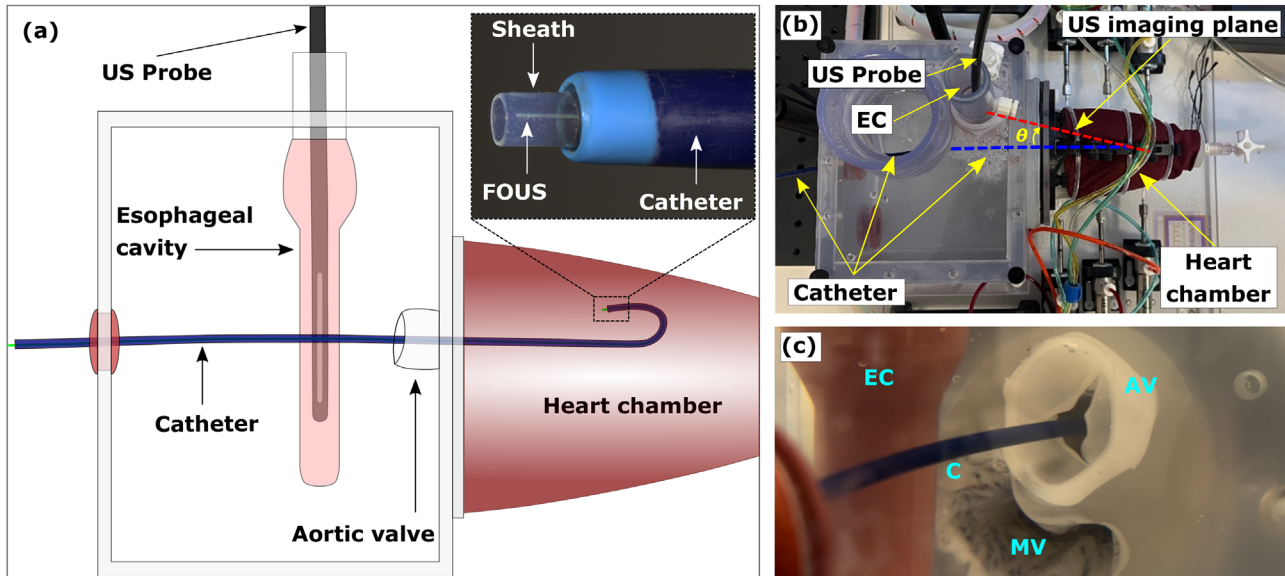 (a)
US Probe
Sheath
FOUS
Catheter
Esophageal
cavity
Catheter
Heart chamber
Aortic valve
(b)
US imaging
plane
US Probe
EC
θ
Catheter
Heart
chamber
(c)
EC
AV
C
MV